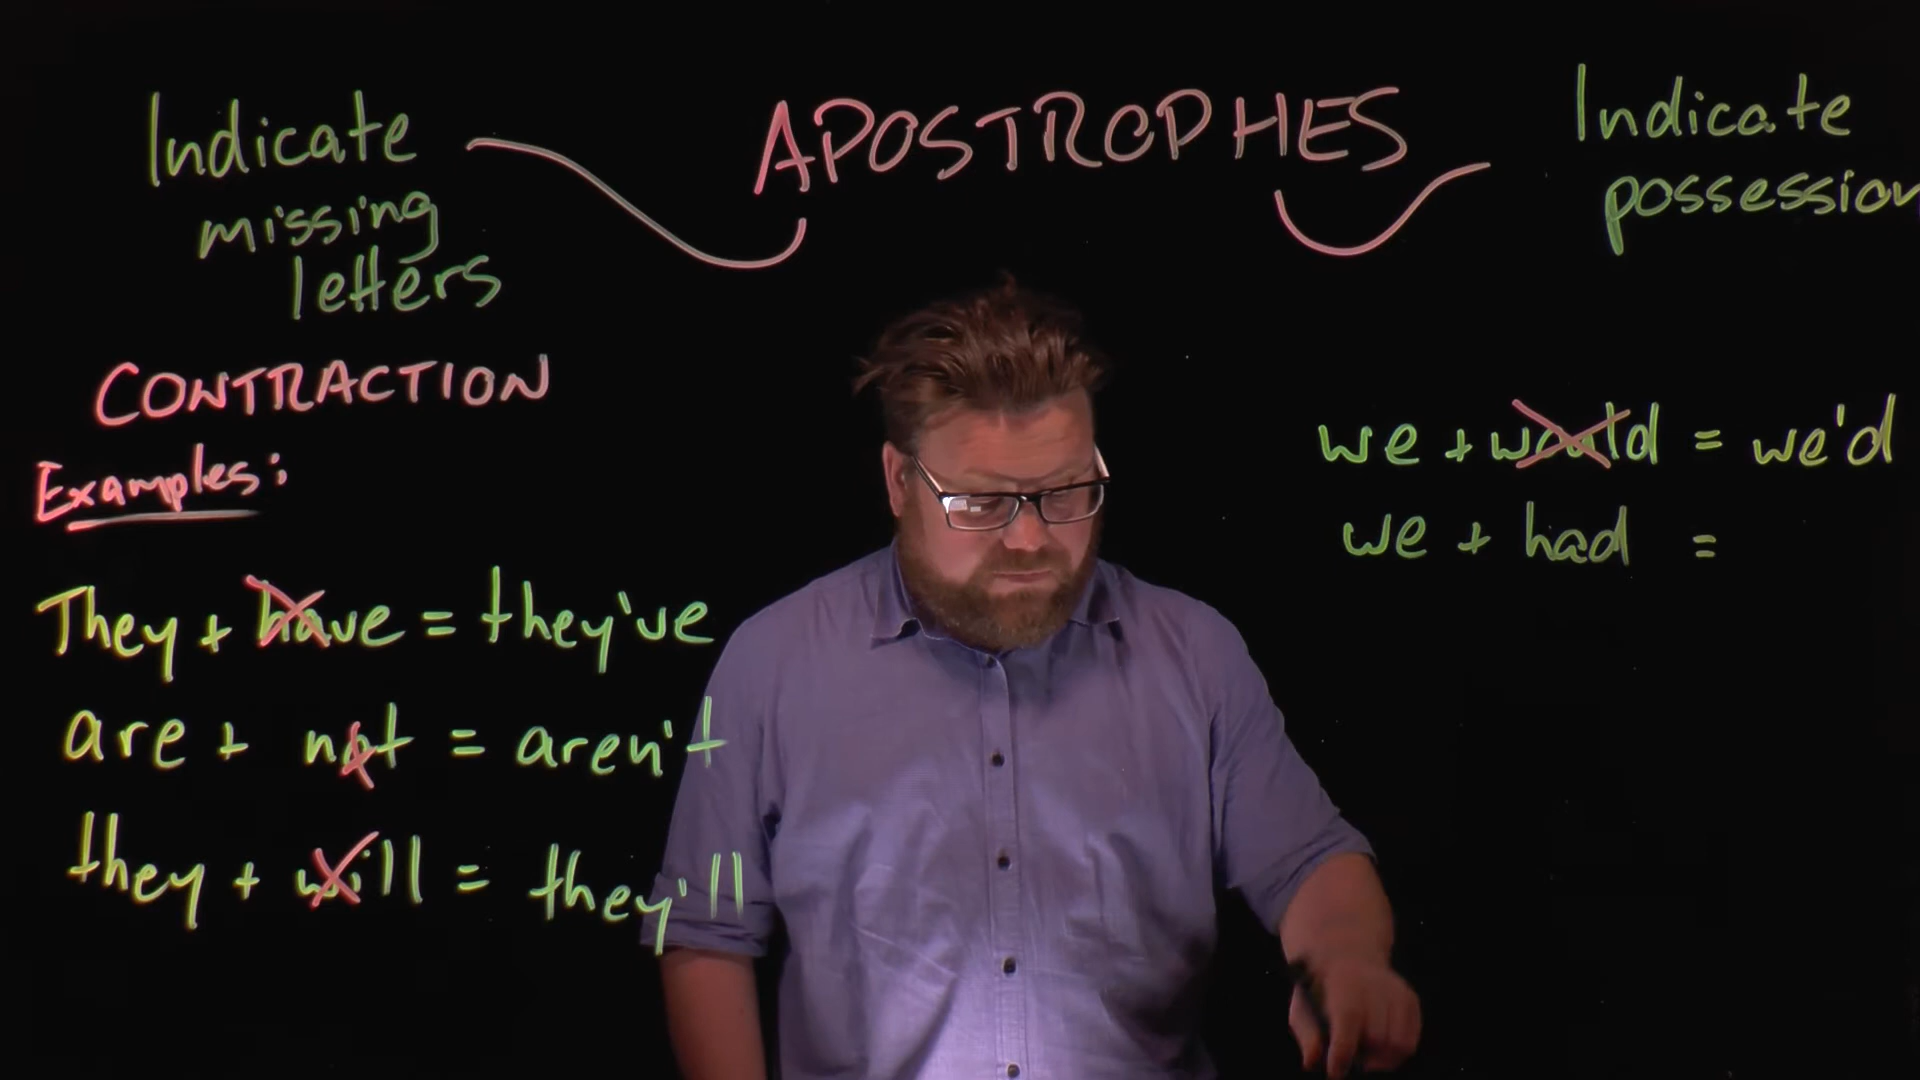 APOSTROPHES
Indicate
missing
letters
CONTRACTION
Examples:
They + have = they've
are + not = aren't
they + will = they'll
Indicate
possession
we + would = we'd
we + had =